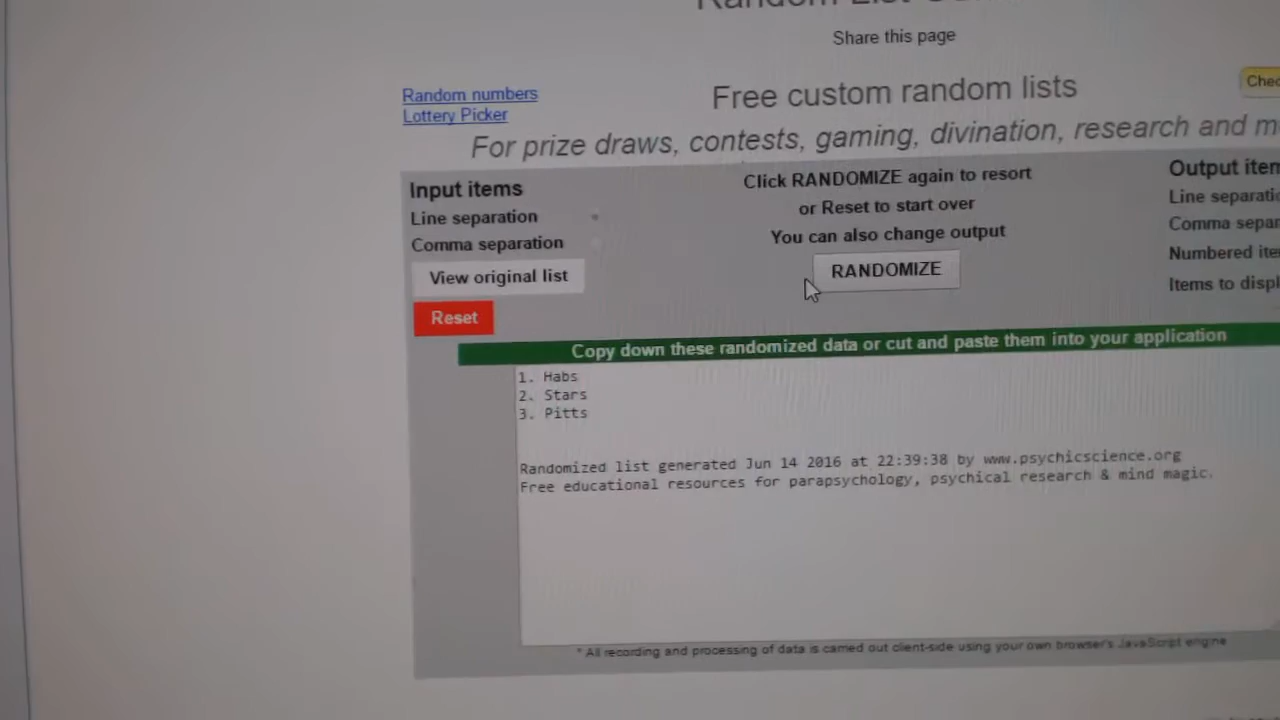 Share this page
Random numbers
Lottery Picker
Free custom random lists
For prize draws, contests, gaming, divination, research and
Input items
Line separation
Comma separation
View original list
Reset
Click RANDOMIZE again to resort
or Reset to start over
You can also change output
RANDOMIZE
Output
Line
Comma
Numbered
Items to
Copy down these randomized data or cut and paste them into your application
1. Habs
2. Stars
3. Pitts
Randomized list generated Jun 14 2016 at 22:39:38 by www.psychicscience.org
Free educational resources for parapsychology, psychical research & mind magic.
* All recording and processing of data is carried out client-side using your own browser's JavaScript engine